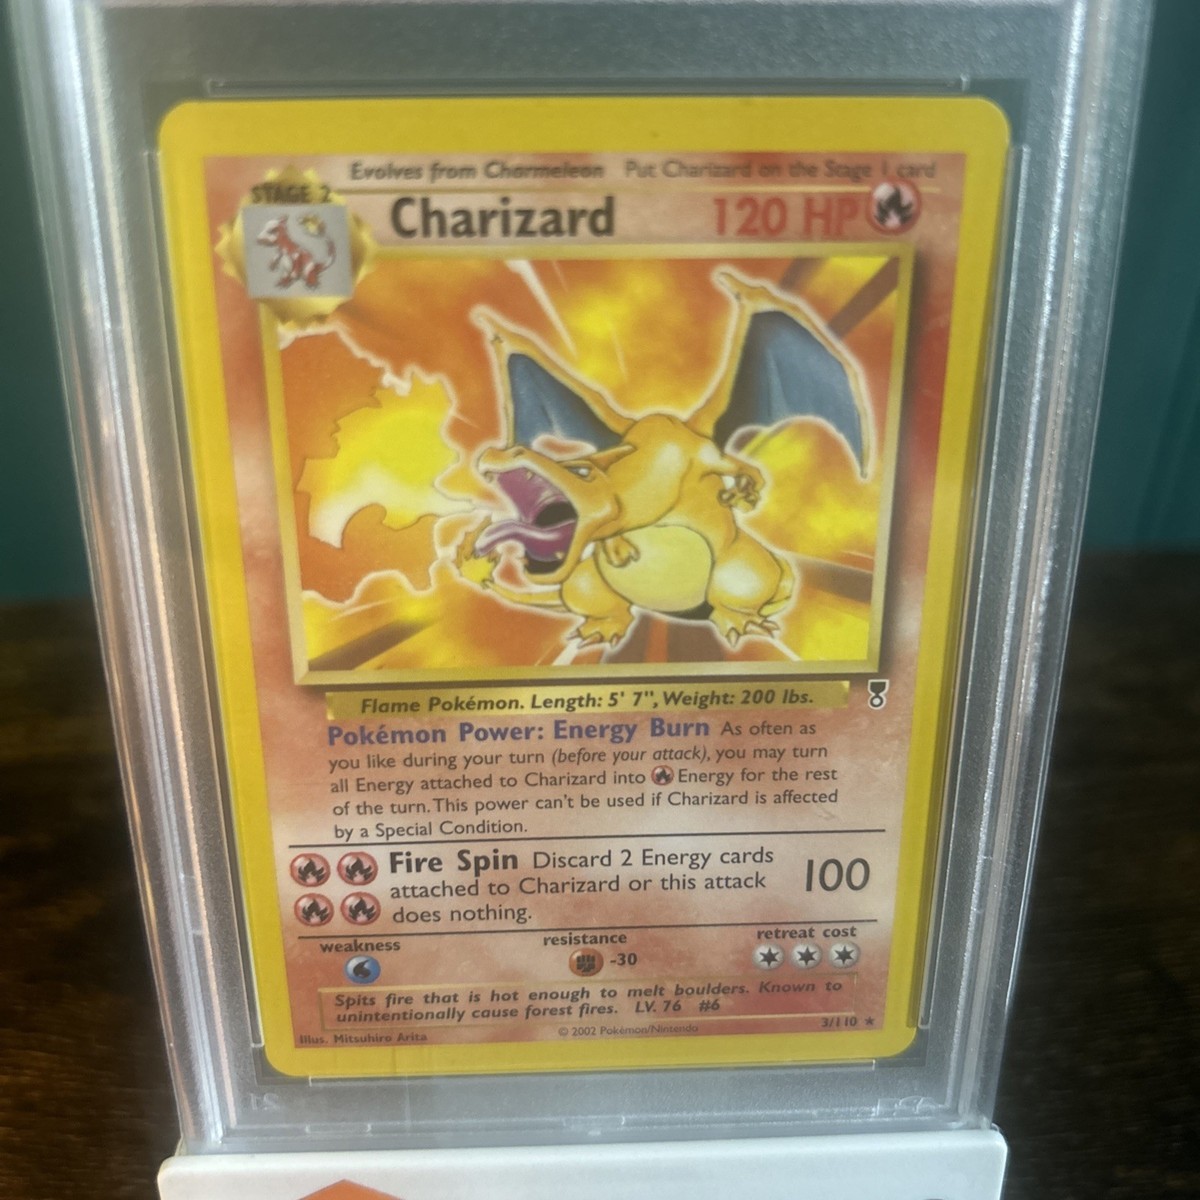 Evolves from Charmeleon Put Charizard on the Stage 1 card
STAGE 2
Charizard 120 HP
Flame Pokémon. Length: 5' 7", Weight: 200 lbs.
Pokémon Power: Energy Burn As often as
you like during your turn (before your attack), you may turn
all Energy attached to Charizard into Energy for the rest
of the turn. This power can't be used if Charizard is affected
by a Special Condition.
Fire Spin Discard 2 Energy cards
attached to Charizard or this attack 100
does nothing.
weakness resistance retreat cost
-30
Spits fire that is hot enough to melt boulders. Known to
unintentionally cause forest fires. LV. 76 #6
Illus. Mitsuhiro Arita © 2002 Pokémon/Nintendo 3/110 ★